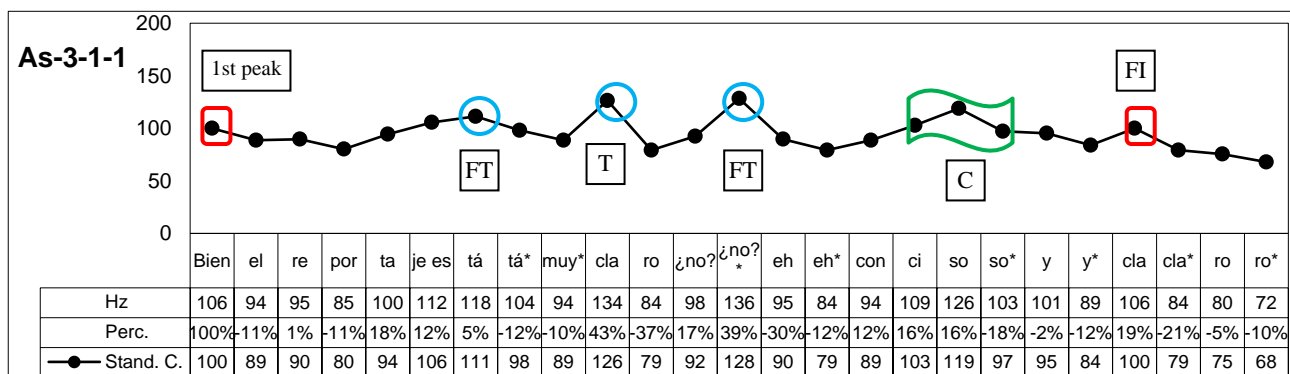 200
As-3-1-1
1st peak
FI
150
100
FT
T
FT
C
50
0
Bien el re por ta je es tá tá* muy* cla ro ¿no? ¿no?* eh eh* con ci so so* y y* cla cla* ro ro*
Hz 106 94 95 85 100 112 118 104 94 134 84 98 136 95 84 94 109 126 103 101 89 106 84 80 72
Perc. 100% -11% 1% -11% 18% 12% 5% -12% -10% 43% -37% 17% 39% -30% -12% 12% 16% 16% -18% -2% -12% 19% -21% -5% -10%
Stand. C. 100 89 90 80 94 106 111 98 89 126 79 92 128 90 79 89 103 119 97 95 84 100 79 75 68